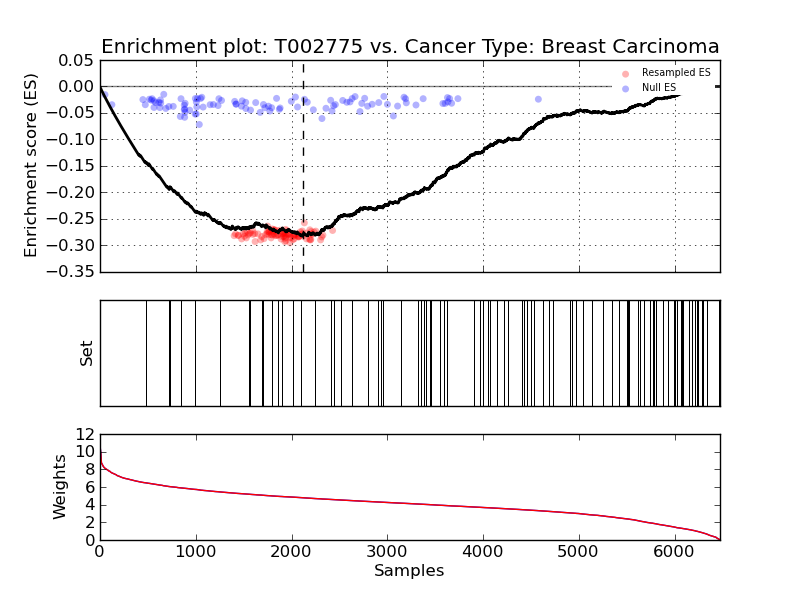 Enrichment plot: T002775 vs. Cancer Type: Breast Carcinoma
Enrichment score (ES)
0.05
0.00
−0.05
−0.10
−0.15
−0.20
−0.25
−0.30
−0.35
Resampled ES
Null ES
Set
Weights
12
10
8
6
4
2
0
0 1000 2000 3000 4000 5000 6000
Samples